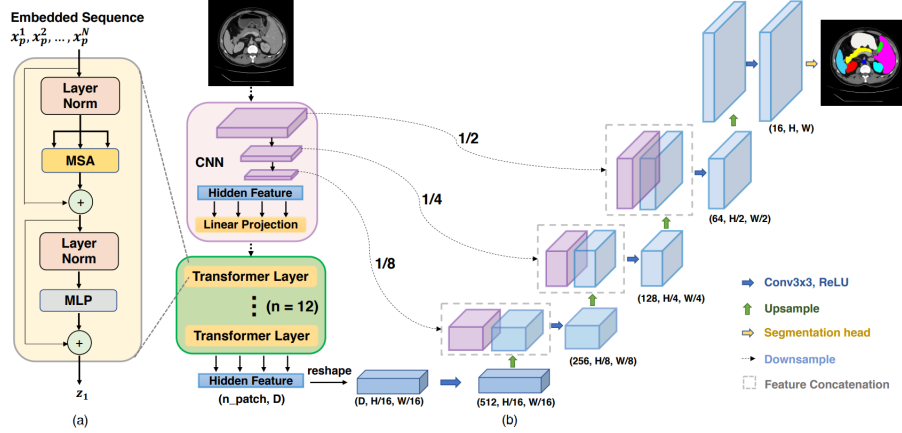 Embedded Sequence
x_p^1, x_p^2, ..., x_p^N
Layer
Norm
MSA
+
Layer
Norm
MLP
+
z_1
(a)
CNN
Hidden Feature
Linear Projection
Transformer Layer
(n = 12)
Transformer Layer
Hidden Feature
(n_patch, D)
reshape
(D, H/16, W/16)
(512, H/16, W/16)
(b)
1/2
1/4
1/8
(256, H/8, W/8)
(128, H/4, W/4)
(64, H/2, W/2)
(16, H, W)
Conv3x3, ReLU
Upsample
Segmentation head
Downsample
Feature Concatenation